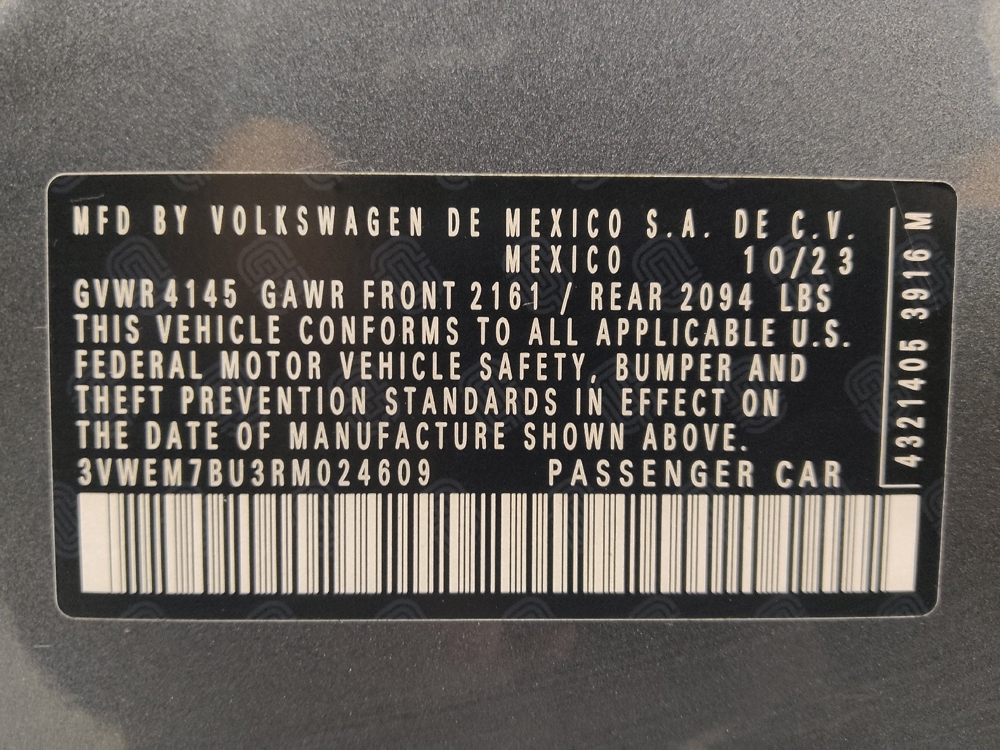 MFD BY VOLKSWAGEN DE MEXICO S.A. DE C.V.
MEXICO 10/23
GVWR 4145 GAWR FRONT 2161 / REAR 2094 LBS
THIS VEHICLE CONFORMS TO ALL APPLICABLE U.S.
FEDERAL MOTOR VEHICLE SAFETY, BUMPER AND
THEFT PREVENTION STANDARDS IN EFFECT ON
THE DATE OF MANUFACTURE SHOWN ABOVE.
3VWEM7BU3RM024609 PASSENGER CAR
4321405 3916 M